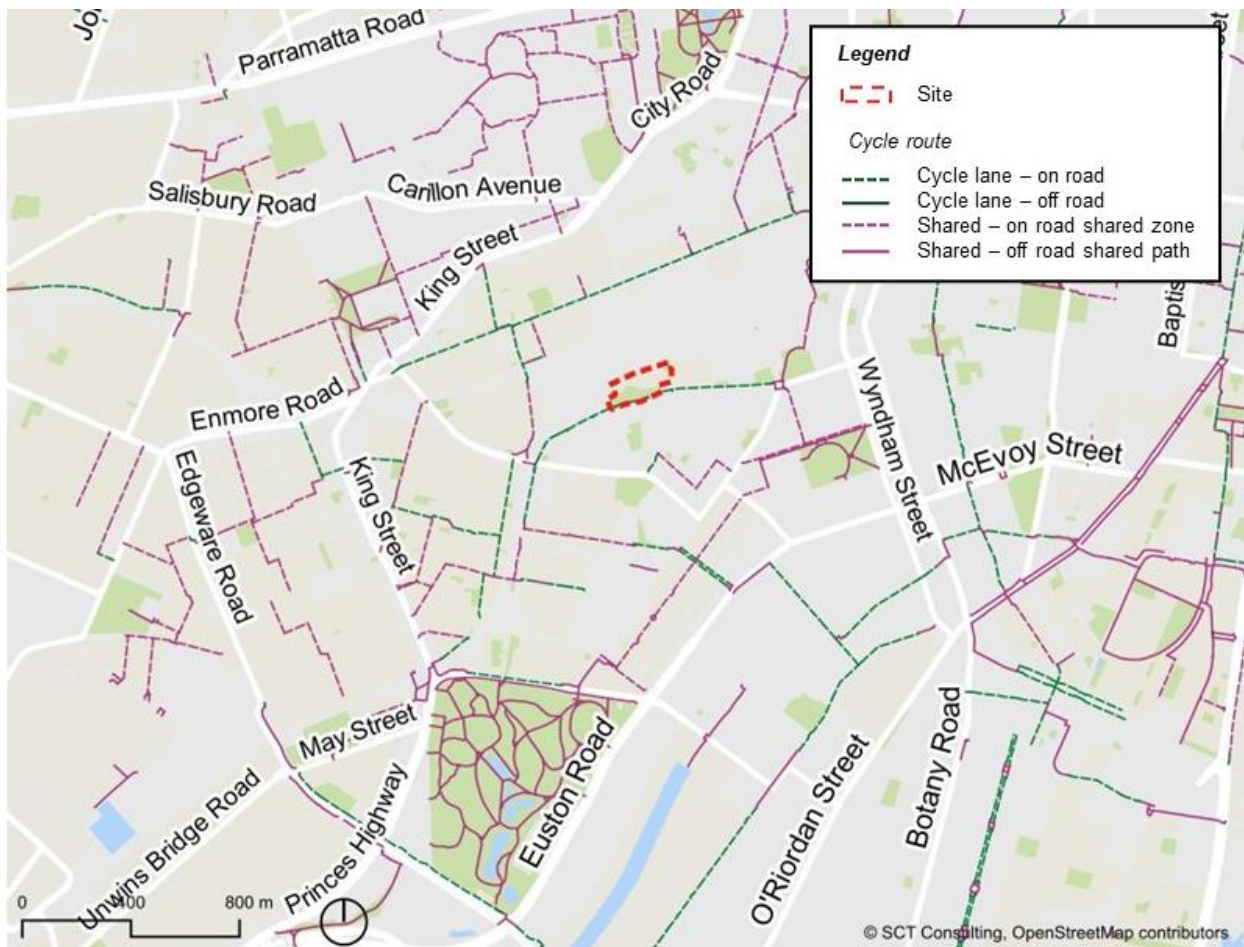 Parramatta Road
City Road
Salisbury Road
Carillon Avenue
King Street
Enmore Road
Edgeware Road
King Street
Wyndham Street
McEvoy Street
May Street
Unwins Bridge Road
Princes Highway
Euston Road
O'Riordan Street
Botany Road
Legend
Site
Cycle route
Cycle lane – on road
Cycle lane – off road
Shared – on road shared zone
Shared – off road shared path
0 400 800 m
© SCT Consulting, OpenStreetMap contributors